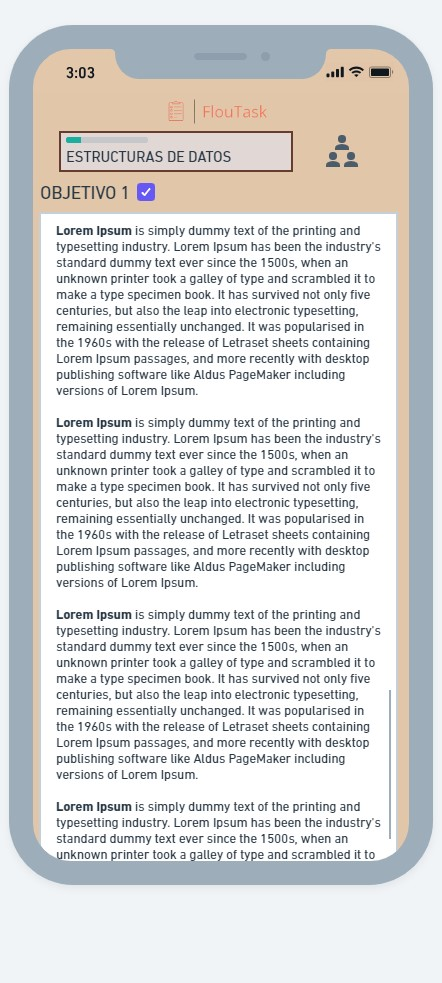 3:03
FlouTask
ESTRUCTURAS DE DATOS
OBJETIVO 1
Lorem Ipsum is simply dummy text of the printing and
typesetting industry. Lorem Ipsum has been the industry's
standard dummy text ever since the 1500s, when an
unknown printer took a galley of type and scrambled it to
make a type specimen book. It has survived not only five
centuries, but also the leap into electronic typesetting,
remaining essentially unchanged. It was popularised in
the 1960s with the release of Letraset sheets containing
Lorem Ipsum passages, and more recently with desktop
publishing software like Aldus PageMaker including
versions of Lorem Ipsum.
Lorem Ipsum is simply dummy text of the printing and
typesetting industry. Lorem Ipsum has been the industry's
standard dummy text ever since the 1500s, when an
unknown printer took a galley of type and scrambled it to
make a type specimen book. It has survived not only five
centuries, but also the leap into electronic typesetting,
remaining essentially unchanged. It was popularised in
the 1960s with the release of Letraset sheets containing
Lorem Ipsum passages, and more recently with desktop
publishing software like Aldus PageMaker including
versions of Lorem Ipsum.
Lorem Ipsum is simply dummy text of the printing and
typesetting industry. Lorem Ipsum has been the industry's
standard dummy text ever since the 1500s, when an
unknown printer took a galley of type and scrambled it to
make a type specimen book. It has survived not only five
centuries, but also the leap into electronic typesetting,
remaining essentially unchanged. It was popularised in
the 1960s with the release of Letraset sheets containing
Lorem Ipsum passages, and more recently with desktop
publishing software like Aldus PageMaker including
versions of Lorem Ipsum.
Lorem Ipsum is simply dummy text of the printing and
typesetting industry. Lorem Ipsum has been the industry's
standard dummy text ever since the 1500s, when an
unknown printer took a galley of type and scrambled it to